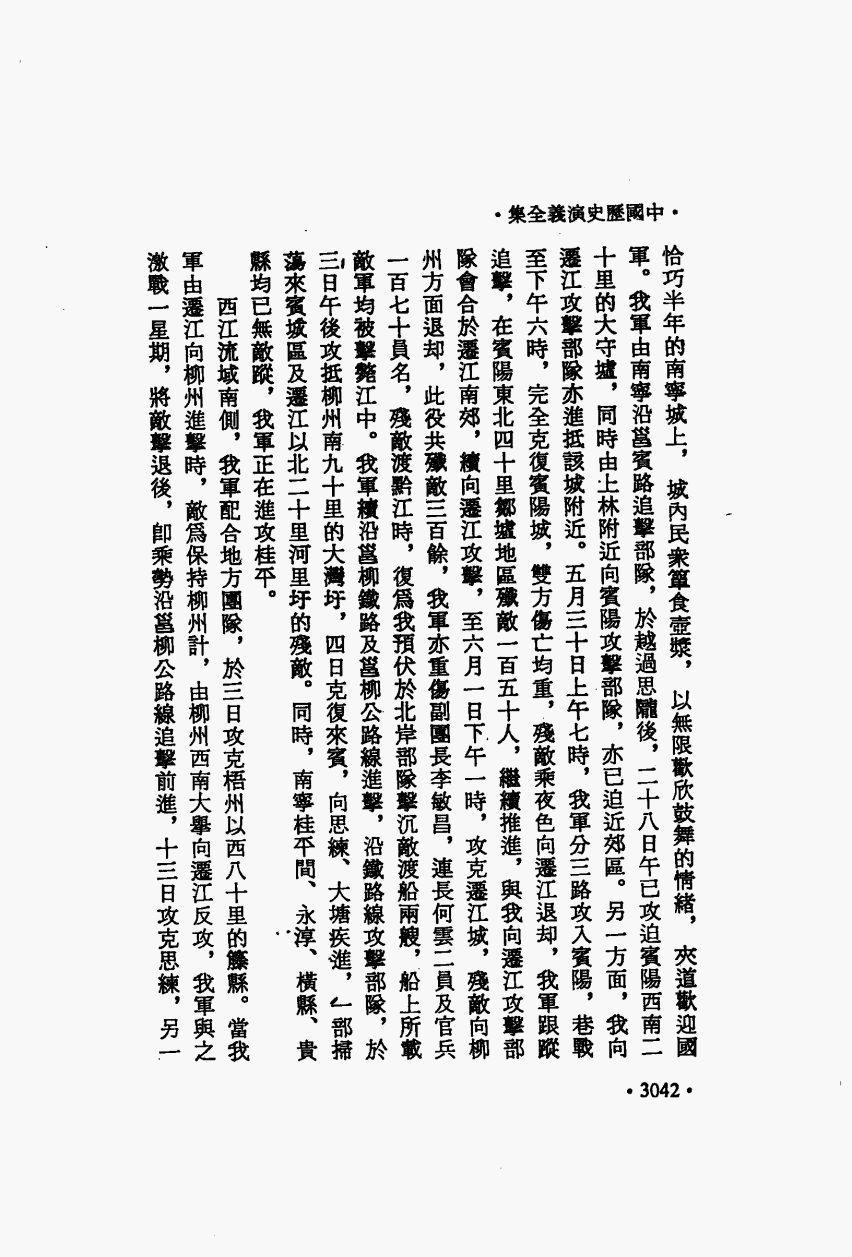 ·中國歷史演義全集·
恰巧半年的南寧城上，城內民衆簞食壺漿，以無限歡欣鼓舞的情緒，夾道歡迎國
軍。我軍由南寧沿邕賓路追擊部隊，於越過思隴後，二十八日午已攻迫賓陽西南二
十里的大守墟，同時由上林附近向賓陽攻擊部隊，亦已迫近郊區。另一方面，我向
遷江攻擊部隊亦進抵該城附近。五月三十日上午七時，我軍分三路攻入賓陽，巷戰
至下午六時，完全克復賓陽城，雙方傷亡均重，殘敵乘夜色向遷江退却，我軍跟蹤
追擊，在賓陽東北四十里鄒墟地區殲敵一百五十人，繼續推進，與我向遷江攻擊部
隊會合於遷江南郊，續向遷江攻擊，至六月一日下午一時，攻克遷江城，殘敵向柳
州方面退却，此役共殲敵三百餘，我軍亦重傷副團長李敏昌，連長何雲二員及官兵
一百七十員名，殘敵渡黔江時，復爲我預伏於北岸部隊擊沉敵渡船兩艘，船上所載
敵軍均被擊斃江中。我軍續沿邕柳鐵路及邕柳公路線進擊，沿鐵路線攻擊部隊，於
三日午後攻抵柳州南九十里的大灣圩，四日克復來賓，向思練、大塘疾進，一部掃
蕩來賓城區及遷江以北二十里河里圩的殘敵。同時，南寧桂平間、永淳、橫縣、貴
縣均已無敵蹤，我軍正在進攻桂平。
西江流域南側，我軍配合地方團隊，於三日攻克梧州以西八十里的籐縣。當我
軍由遷江向柳州進擊時，敵爲保持柳州計，由柳州西南大舉向遷江反攻，我軍與之
激戰一星期，將敵擊退後，卽乘勢沿邕柳公路線追擊前進，十三日攻克思練，另一
·3042·